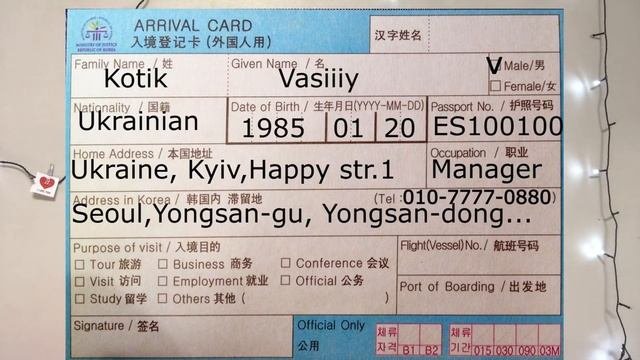 ARRIVAL CARD
入境登记卡 (外国人用)
汉字姓名
MINISTRY OF JUSTICE
REPUBLIC OF KOREA
Family Name / 姓
Given Name / 名
Kotik
Vasiiiy
V
Male/男
Female/女
Nationality / 国籍
Date of Birth / 生年月日(YYYY-MM-DD)
Passport No. / 护照号码
Ukrainian
1985 01 20
ES100100
Home Address / 本国地址
Occupation / 职业
Ukraine, Kyiv,Happy str.1
Manager
Address in Korea / 韩国内 滞留地
(Tel : 010-7777-0880)
Seoul,Yongsan-gu, Yongsan-dong...
Purpose of visit / 入境目的
Flight(Vessel) No./ 航班号码
Tour 旅游
Business 商务
Conference 会议
Visit 访问
Employment 就业
Official 公务
Study 留学
Others 其他 ( )
Port of Boarding / 出发地
Signature / 签名
Official Only
公用
체류
자격
B1 B2
체류
기간
015 030 090 03M